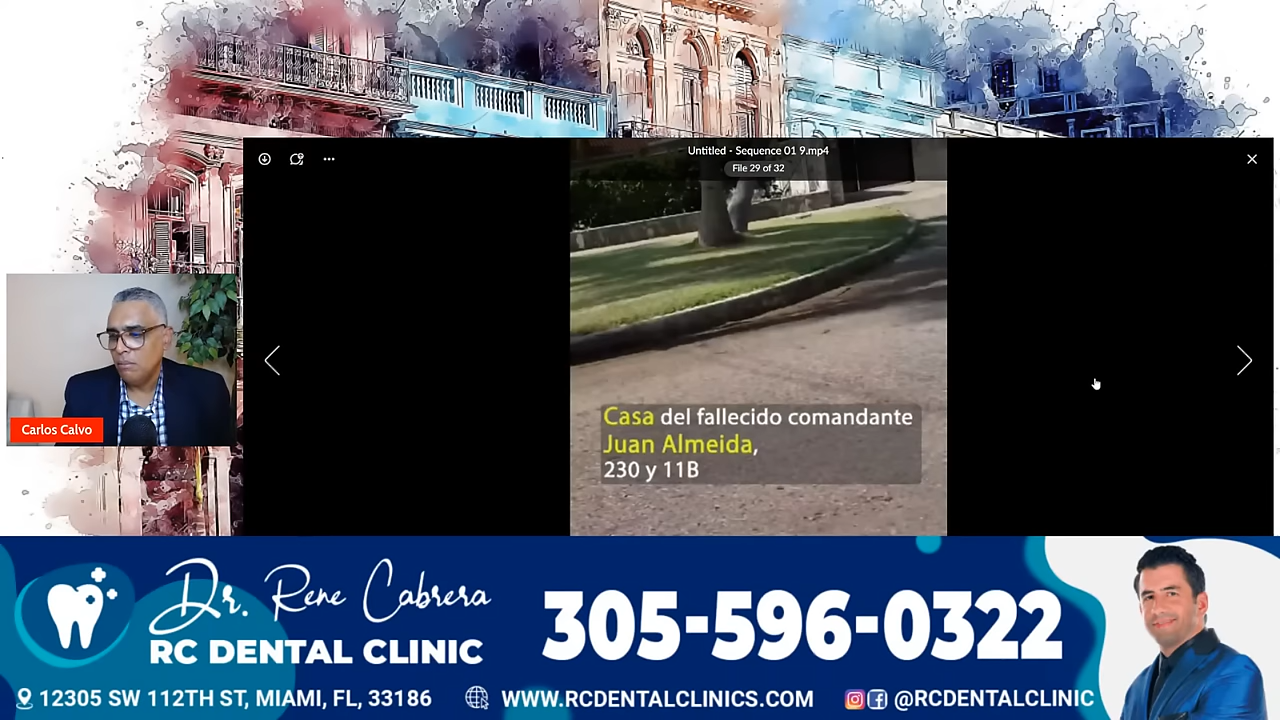 Untitled - Sequence 01 9.mp4
File 29 of 32
Carlos Calvo
Casa del fallecido comandante
Juan Almeida,
230 y 11B
Dr. Rene Cabrera
RC DENTAL CLINIC
305-596-0322
12305 SW 112TH ST, MIAMI, FL, 33186
WWW.RCDENTALCLINICS.COM
@RCDENTALCLINIC